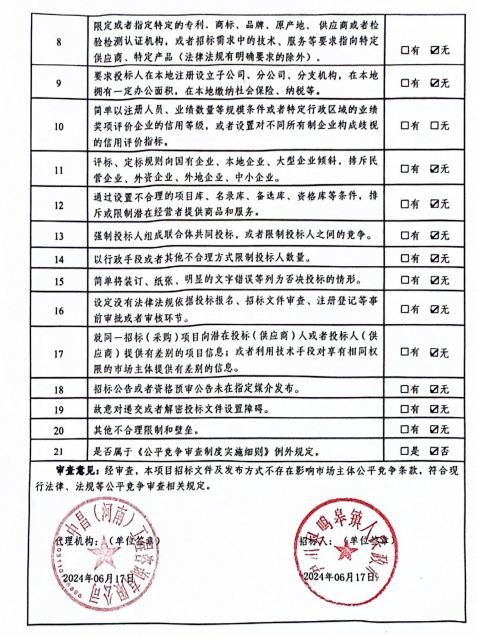 8
限定或者指定特定的专利、商标、品牌、原产地、供应商或者检
验检测认证机构，或者招标需求中的技术、服务等要求指向特定
供应商、特定产品（法律法规有明确要求的除外）。
☐有 ☑无
9
要求投标人在本地注册设立子公司、分公司、分支机构，在本地
拥有一定办公面积，在本地缴纳社会保险、纳税等。
☐有 ☑无
10
简单以注册人员、业绩数量等规模条件或者特定行政区域的业绩
奖项评价企业的信用等级，或者设置对不同所有制企业构成歧视
的信用评价指标。
☐有 ☐无
11
评标、定标规则向国有企业、本地企业、大型企业倾斜，排斥民
营企业、外资企业、外地企业、中小企业。
☐有 ☑无
12
通过设置不合理的项目库、名录库、备选库、资格库等条件，排
斥或限制潜在经营者提供商品和服务。
☐有 ☑无
13
强制投标人组成联合体共同投标，或者限制投标人之间的竞争。
☐有 ☑无
14
以行政手段或者其他不合理方式限制投标人数量。
☐有 ☑无
15
简单将装订、纸张、明显的文字错误等列为否决投标的情形。
☐有 ☑无
16
设定没有法律法规依据投标报名、招标文件审查、注册登记等事
前审批或者审核环节。
☐有 ☑无
17
就同一招标（采购）项目向潜在投标（供应商）人或者投标人（供
应商）提供有差别的项目信息；或者利用技术手段对享有相同权
限的市场主体提供有差别的信息。
☐有 ☑无
18
招标公告或者资格预审公告未在指定媒介发布。
☐有 ☑无
19
故意对递交或者解密投标文件设置障碍。
☐有 ☑无
20
其他不合理限制和壁垒。
☐有 ☑无
21
是否属于《公平竞争审查制度实施细则》例外规定。
☐是 ☑否
审查意见：经审查，本项目招标文件及发布方式不存在影响市场主体公平竞争条款，符合现
行法律、法规等公平竞争审查相关规定。
代理机构：（单位签章）
招标人：（单位签章）
2024年06月17日
2024年06月17日